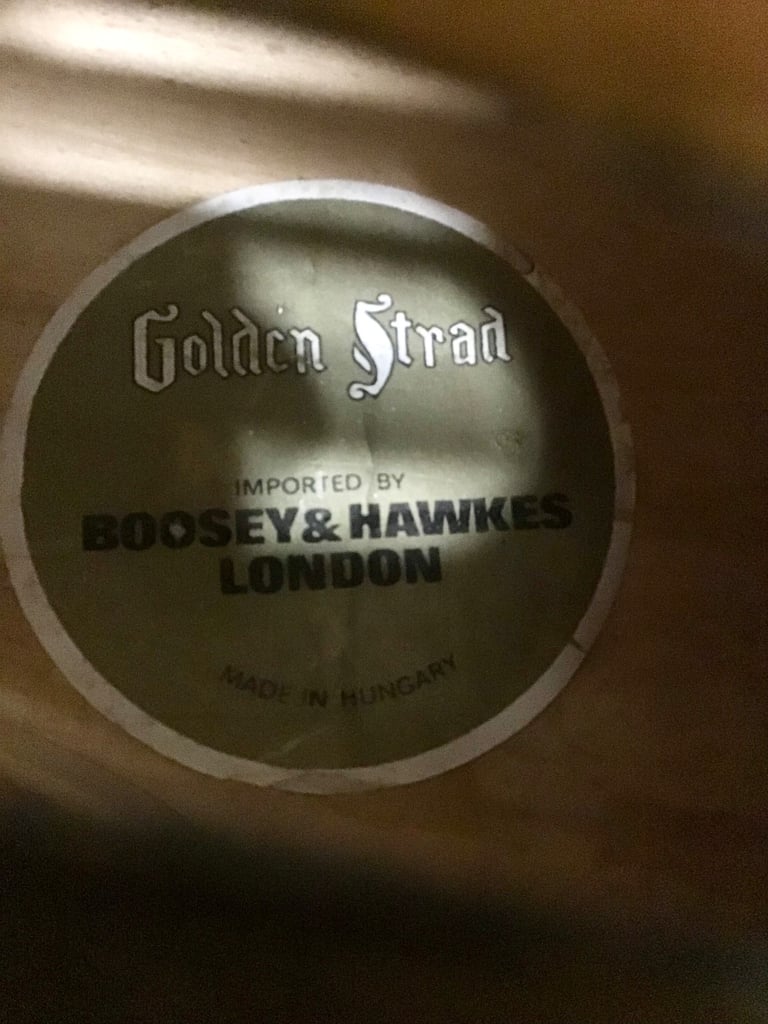 Golden Strad
IMPORTED BY
BOOSEY & HAWKES
LONDON
MADE IN HUNGARY